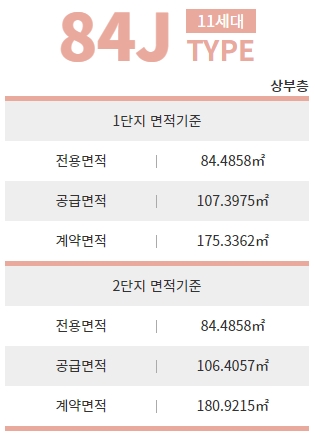 84J 11세대
TYPE
상부층
1단지 면적기준
전용면적 | 84.4858㎡
공급면적 | 107.3975㎡
계약면적 | 175.3362㎡
2단지 면적기준
전용면적 | 84.4858㎡
공급면적 | 106.4057㎡
계약면적 | 180.9215㎡